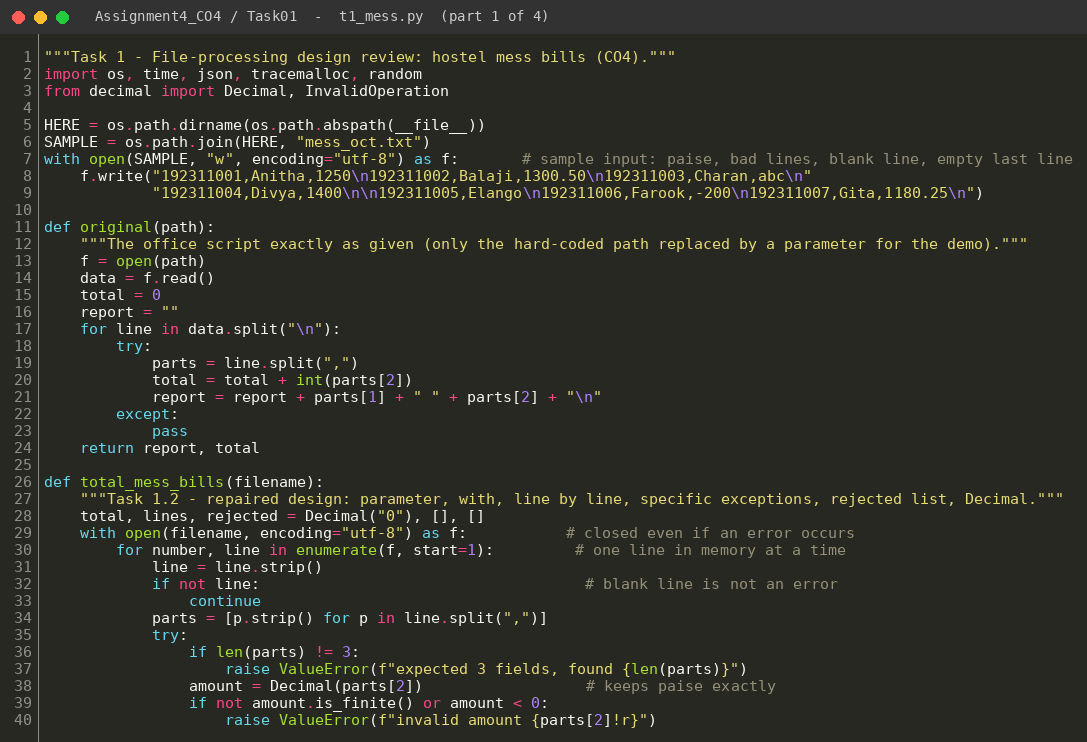 Assignment4_CO4 / Task01  -  t1_mess.py  (part 1 of 4)
1 """Task 1 - File-processing design review: hostel mess bills (CO4)."""
2 import os, time, json, tracemalloc, random
3 from decimal import Decimal, InvalidOperation
4
5 HERE = os.path.dirname(os.path.abspath(__file__))
6 SAMPLE = os.path.join(HERE, "mess_oct.txt")
7 with open(SAMPLE, "w", encoding="utf-8") as f:      # sample input: paise, bad lines, blank line, empty last line
8     f.write("192311001,Anitha,1250\n192311002,Balaji,1300.50\n192311003,Charan,abc\n"
9             "192311004,Divya,1400\n\n192311005,Elango\n192311006,Farook,-200\n192311007,Gita,1180.25\n")
10
11 def original(path):
12     """The office script exactly as given (only the hard-coded path replaced by a parameter for the demo)."""
13     f = open(path)
14     data = f.read()
15     total = 0
16     report = ""
17     for line in data.split("\n"):
18         try:
19             parts = line.split(",")
20             total = total + int(parts[2])
21             report = report + parts[1] + " " + parts[2] + "\n"
22         except:
23             pass
24     return report, total
25
26 def total_mess_bills(filename):
27     """Task 1.2 - repaired design: parameter, with, line by line, specific exceptions, rejected list, Decimal."""
28     total, lines, rejected = Decimal("0"), [], []
29     with open(filename, encoding="utf-8") as f:           # closed even if an error occurs
30         for number, line in enumerate(f, start=1):         # one line in memory at a time
31             line = line.strip()
32             if not line:                                    # blank line is not an error
33                 continue
34             parts = [p.strip() for p in line.split(",")]
35             try:
36                 if len(parts) != 3:
37                     raise ValueError(f"expected 3 fields, found {len(parts)}")
38                 amount = Decimal(parts[2])                  # keeps paise exactly
39                 if not amount.is_finite() or amount < 0:
40                     raise ValueError(f"invalid amount {parts[2]!r}")